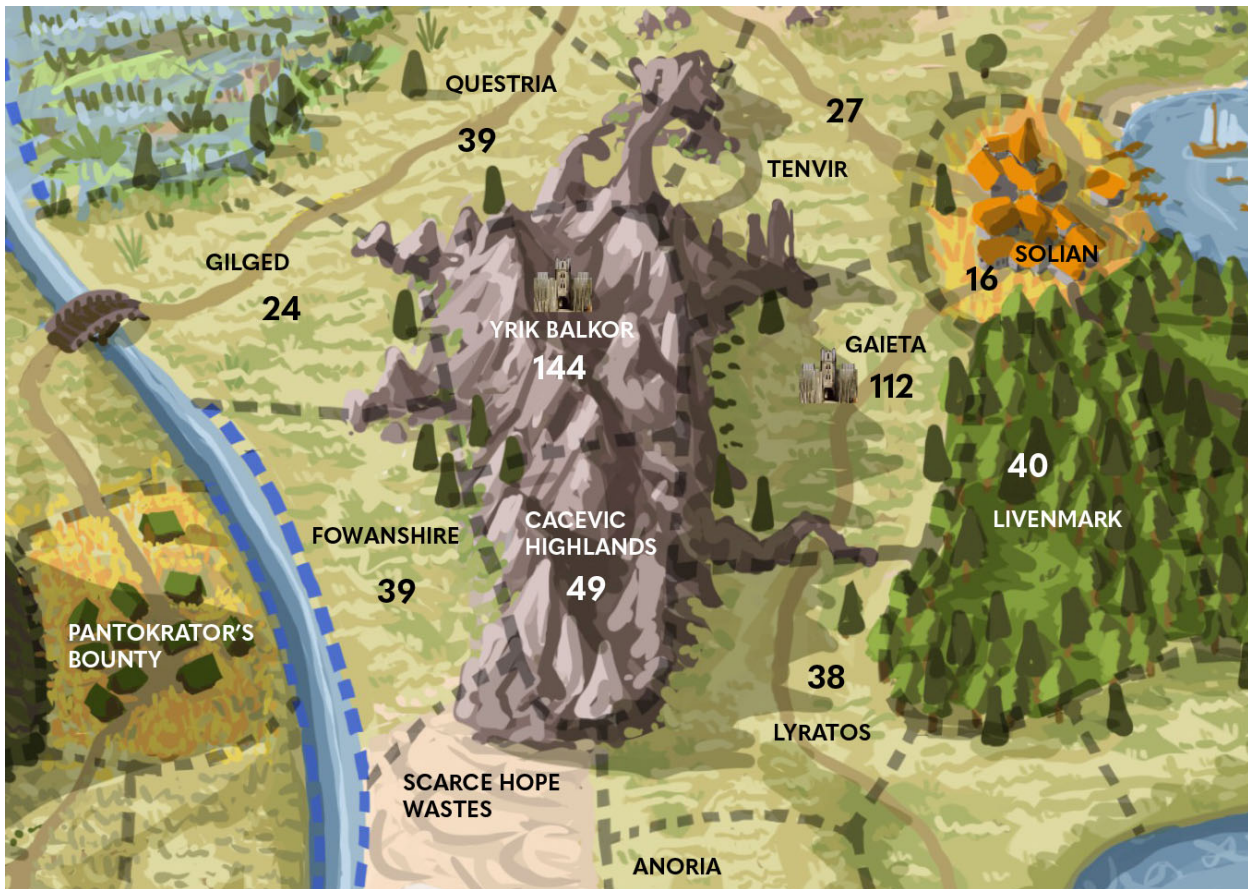 QUESTRIA
39
27
TENVIR
GILGED
24
SOLIAN
16
YRIK BALKOR
144
GAIETA
112
40
LIVENMARK
FOWANSHIRE
39
CACEVIC
HIGHLANDS
49
PANTOKRATOR'S
BOUNTY
38
LYRATOS
SCARCE HOPE
WASTES
ANORIA